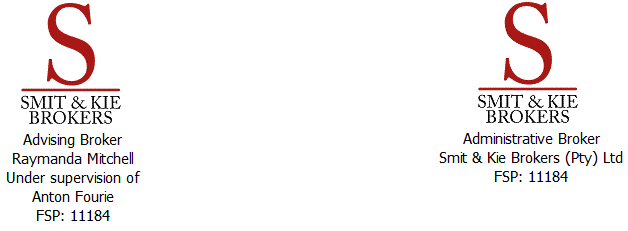 S
SMIT & KIE
BROKERS
Advising Broker
Raymanda Mitchell
Under supervision of
Anton Fourie
FSP: 11184
S
SMIT & KIE
BROKERS
Administrative Broker
Smit & Kie Brokers (Pty) Ltd
FSP: 11184